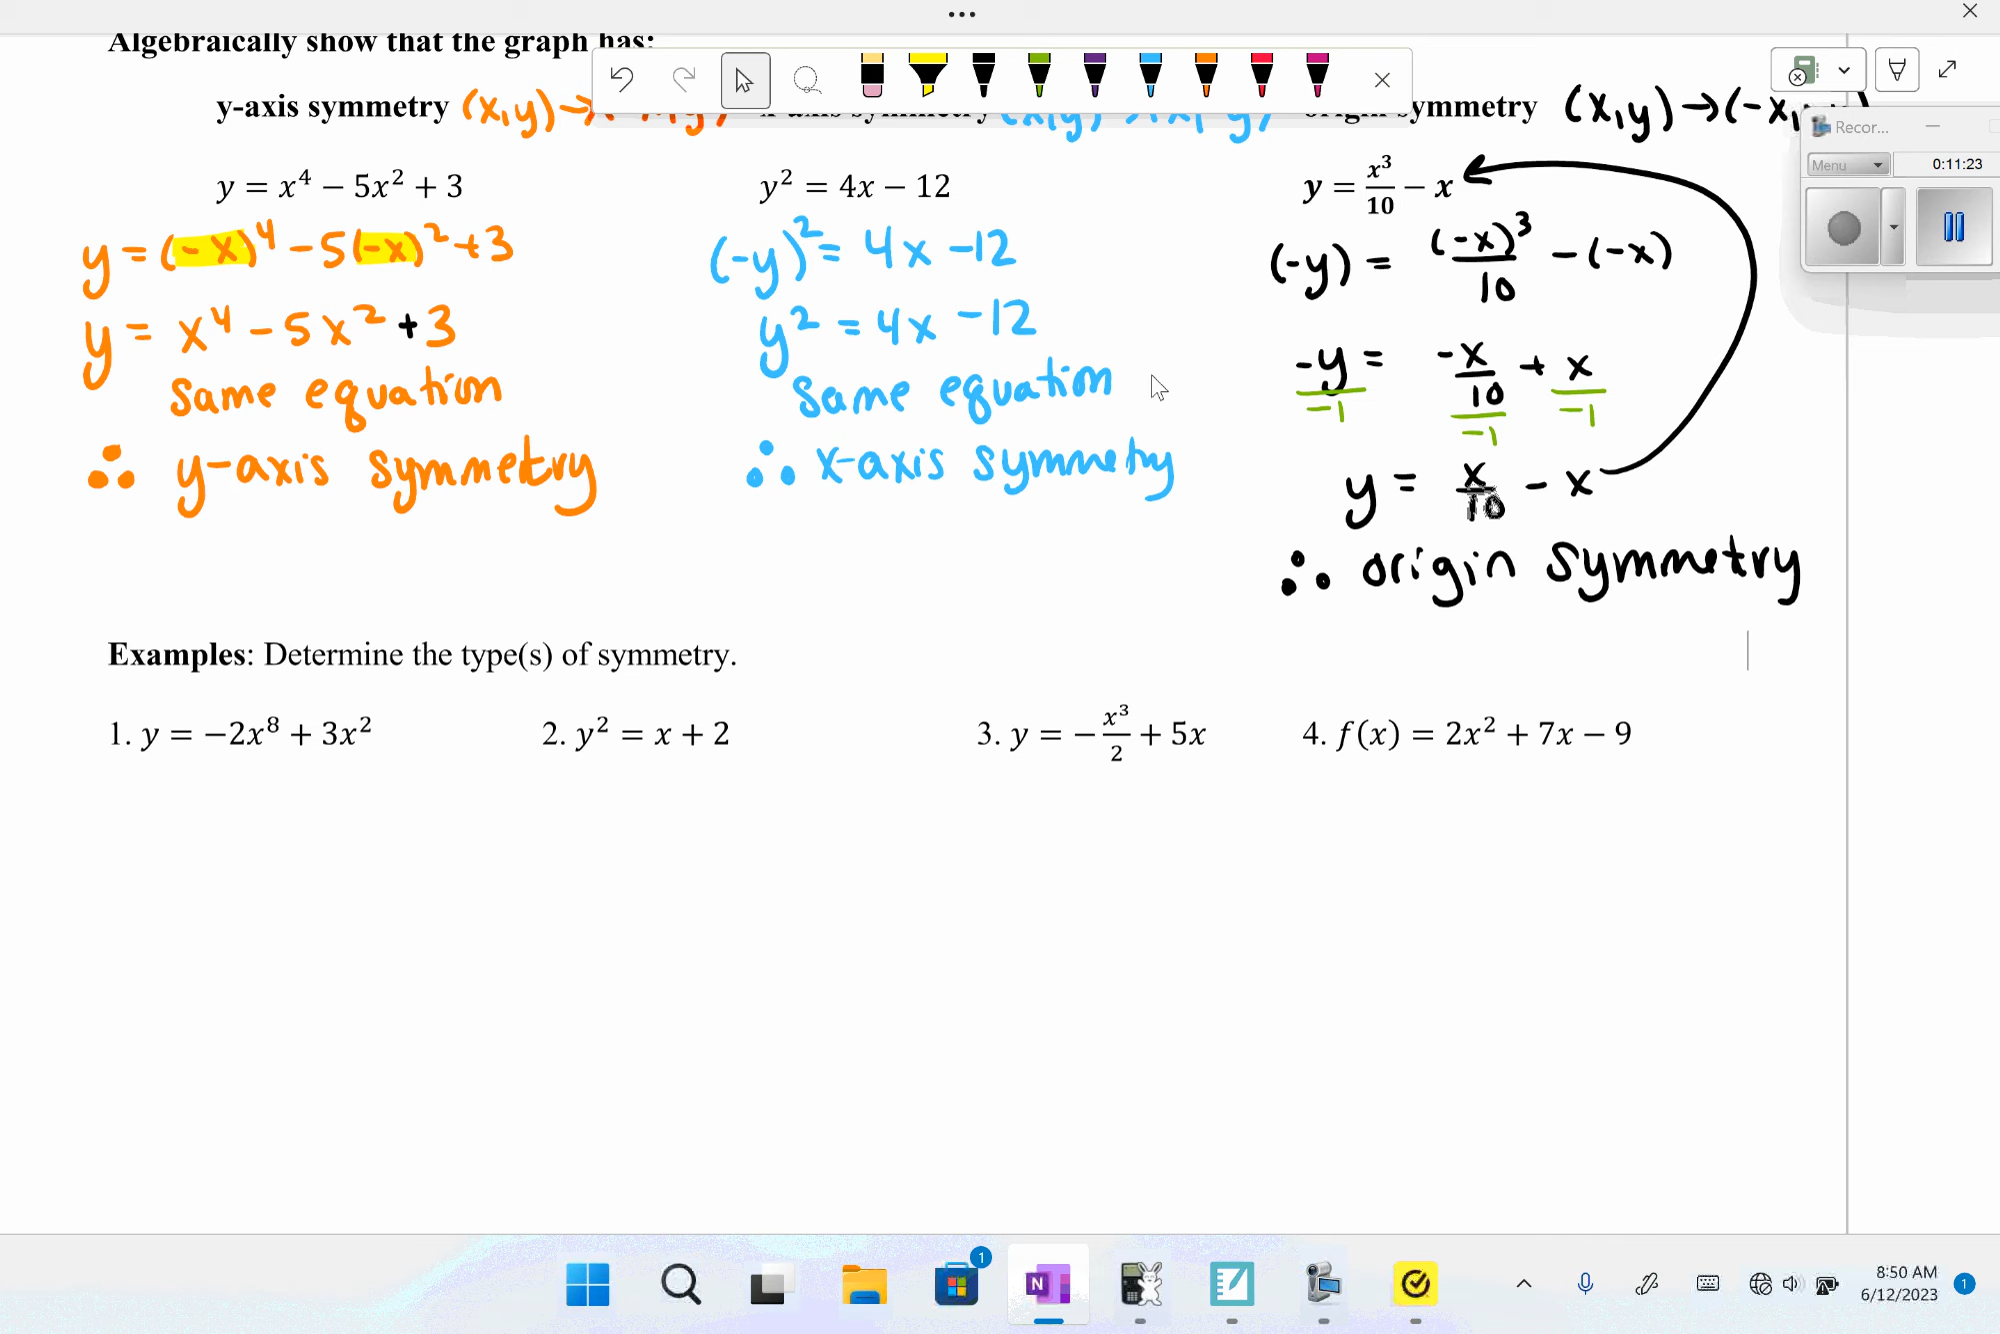 Algebraically show that the graph has:
y-axis symmetry (x,y)→
symmetry (x,y)→(-x,
Recor...
Menu 0:11:23
y = x⁴ − 5x² + 3
y² = 4x − 12
y = x³/10 − x
y = (-x)⁴ - 5(-x)² + 3
(-y)² = 4x - 12
(-y) = (-x)³/10 - (-x)
y = x⁴ - 5x² + 3
y² = 4x - 12
-y/-1 = -x/10/-1 + x/-1
same equation
same equation
y = x/10 - x
∴ y-axis symmetry
∴ x-axis symmetry
∴ origin symmetry
Examples: Determine the type(s) of symmetry.
1. y = −2x⁸ + 3x²
2. y² = x + 2
3. y = −x³/2 + 5x
4. f(x) = 2x² + 7x − 9
1
N
8:50 AM
6/12/2023
1